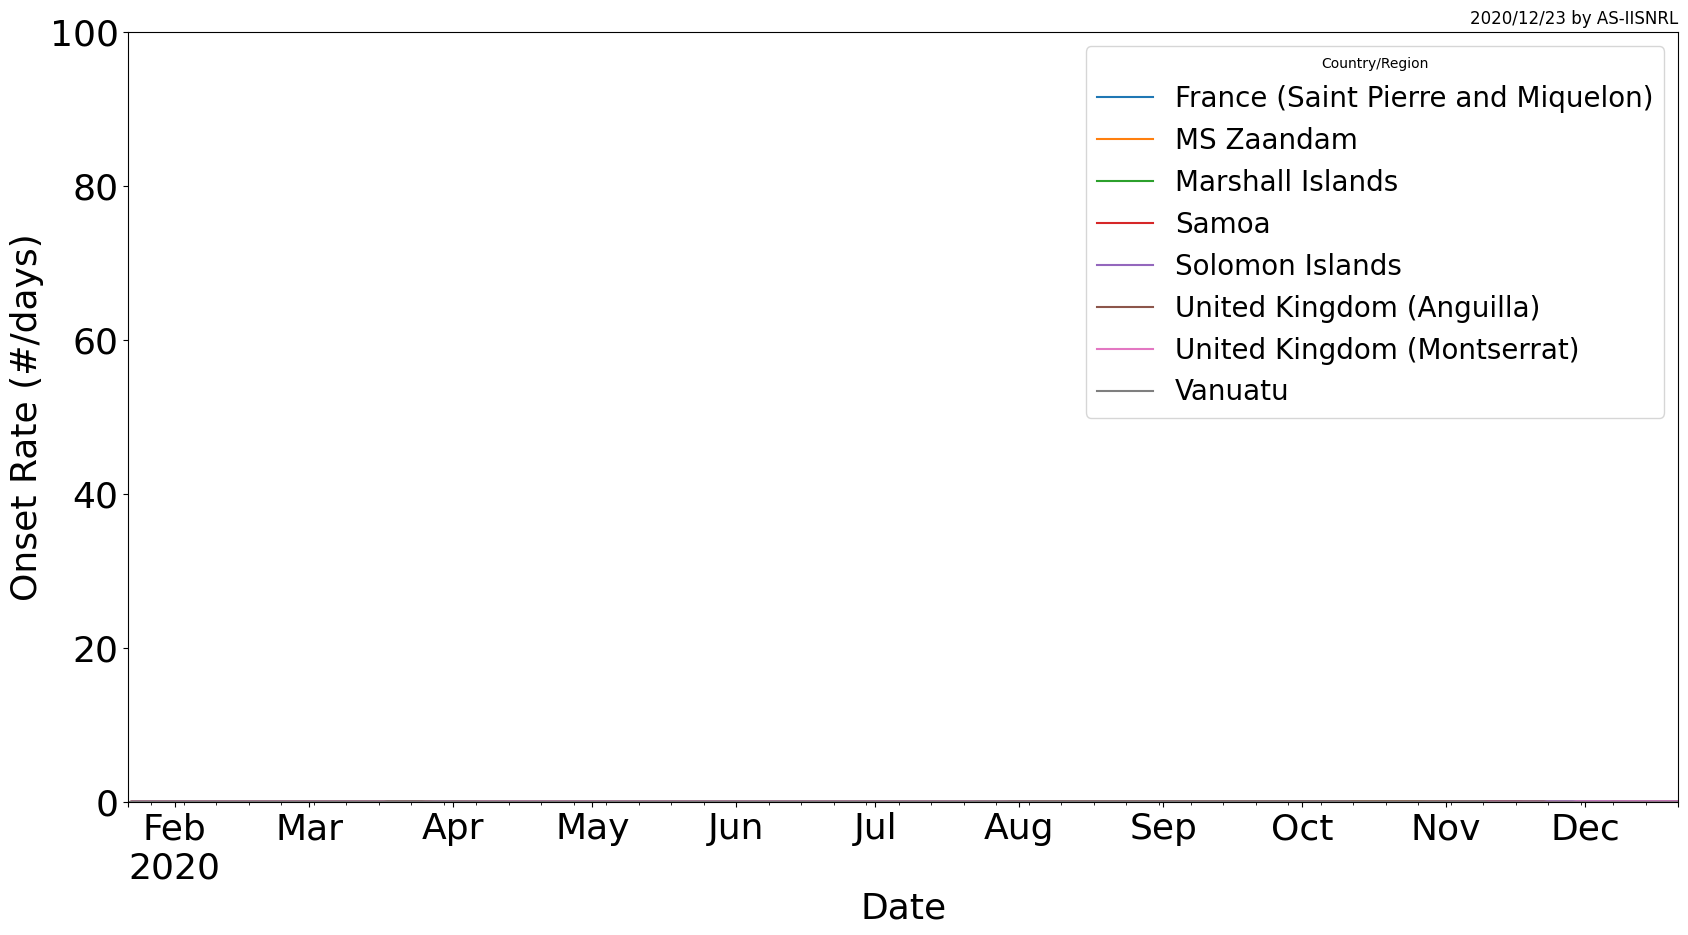 2020/12/23 by AS-IISNRL
100
80
60
40
20
0
Onset Rate (#/days)
Country/Region
France (Saint Pierre and Miquelon)
MS Zaandam
Marshall Islands
Samoa
Solomon Islands
United Kingdom (Anguilla)
United Kingdom (Montserrat)
Vanuatu
Feb Mar Apr May Jun Jul Aug Sep Oct Nov Dec
2020
Date